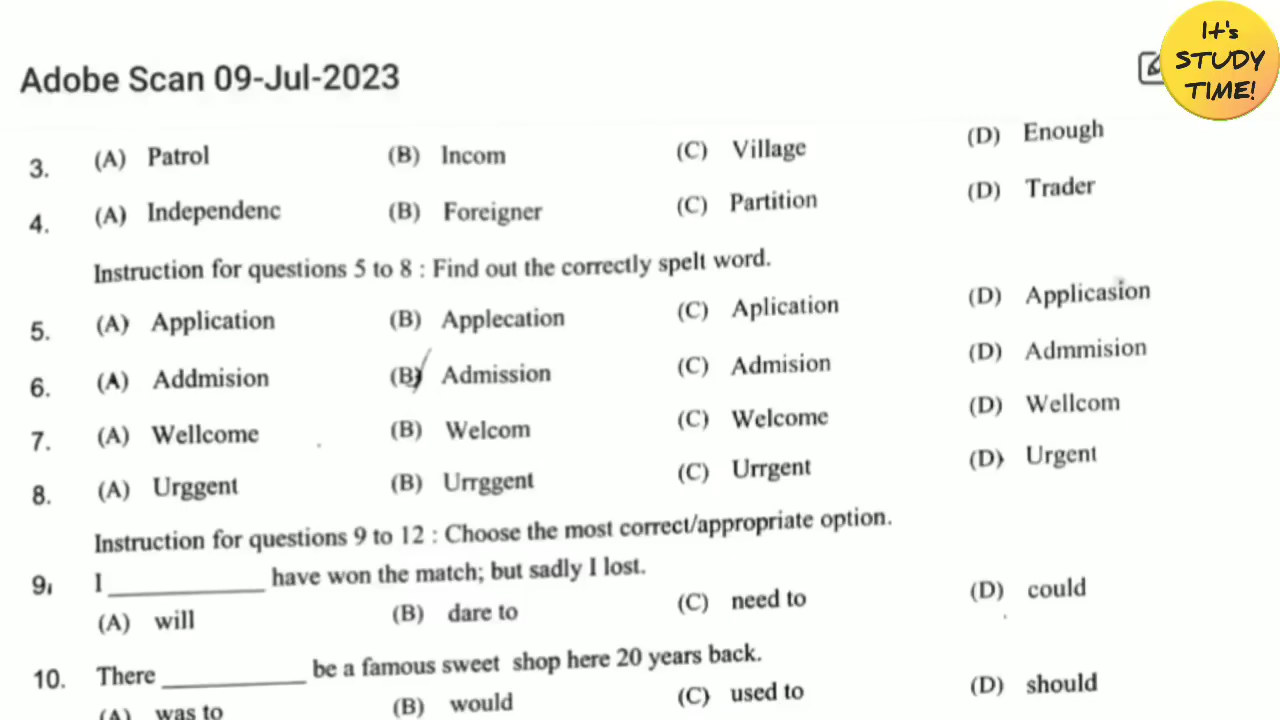 It's
STUDY
TIME!
Adobe Scan 09-Jul-2023
3. (A) Patrol (B) Incom (C) Village (D) Enough
4. (A) Independenc (B) Foreigner (C) Partition (D) Trader
Instruction for questions 5 to 8 : Find out the correctly spelt word.
5. (A) Application (B) Applecation (C) Aplication (D) Applicasion
6. (A) Addmision (B) Admission (C) Admision (D) Admmision
7. (A) Wellcome (B) Welcom (C) Welcome (D) Wellcom
8. (A) Urggent (B) Urrggent (C) Urrgent (D) Urgent
Instruction for questions 9 to 12 : Choose the most correct/appropriate option.
9. I ____________ have won the match; but sadly I lost.
(A) will (B) dare to (C) need to (D) could
10. There ___________ be a famous sweet shop here 20 years back.
(A) was to (B) would (C) used to (D) should